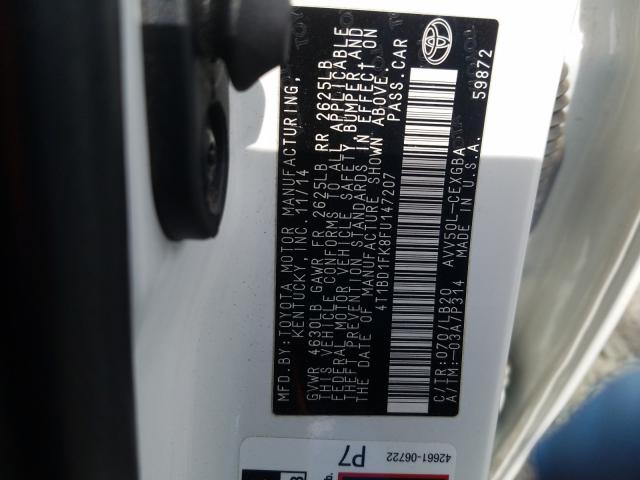 MFD. BY: TOYOTA MOTOR MANUFACTURING,
KENTUCKY, INC. 11/14
GVWR 4630LB GAWR FR 2625LB RR 2625LB
THIS VEHICLE CONFORMS TO ALL APPLICABLE
FEDERAL MOTOR VEHICLE SAFETY, BUMPER, AND
THEFT PREVENTION STANDARDS IN EFFECT ON
THE DATE OF MANUFACTURE SHOWN ABOVE.
4T1BD1FK8FU147207 PASS. CAR
TOYOTA
C/TR:070/LB20 AVV50L-CEXGBA
A/TM:-03A7P314 U.S.A.
59872
42661-06722
P7